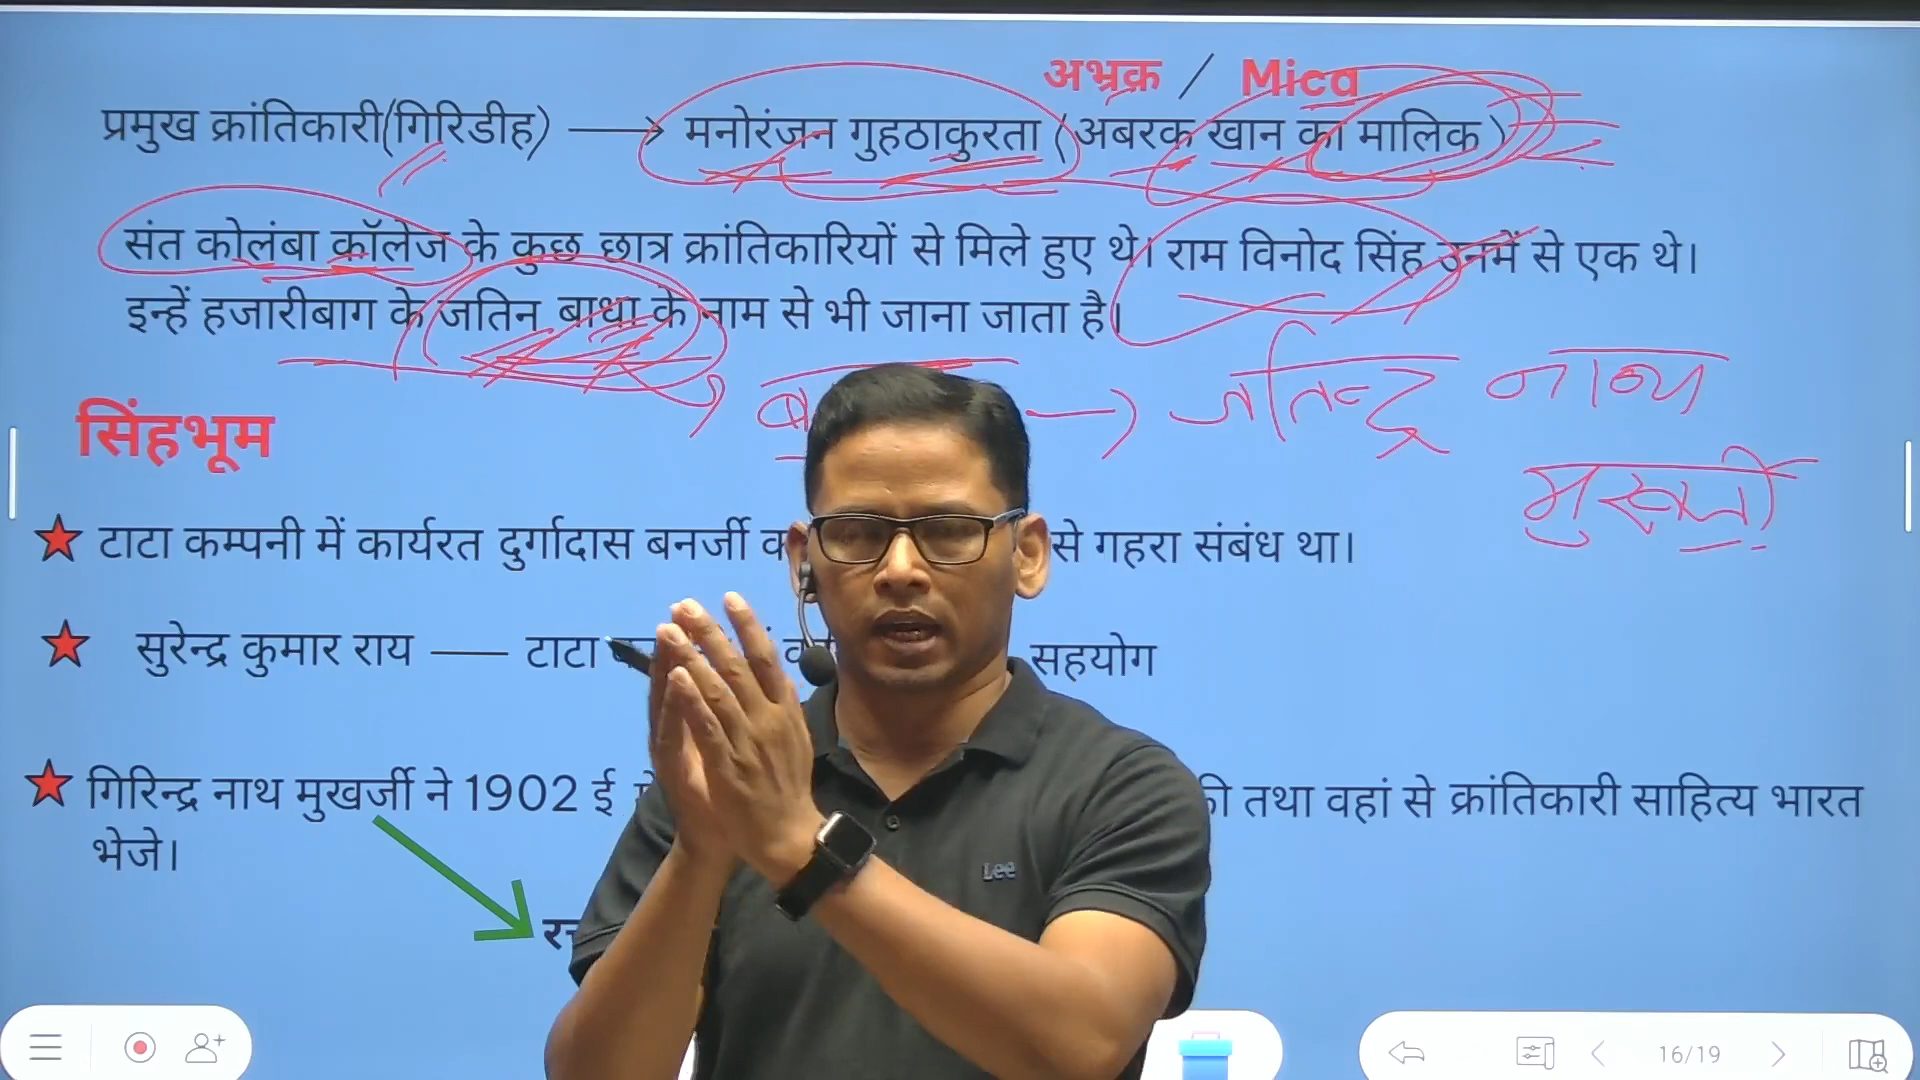 अभ्रक / Mica
प्रमुख क्रांतिकारी(गिरिडीह) → मनोरंजन गुहठाकुरता (अबरक खान का मालिक)
संत कोलंबा कॉलेज के कुछ छात्र क्रांतिकारियों से मिले हुए थे। राम विनोद सिंह उनमें से एक थे।
इन्हें हजारीबाग के जतिन बाघा के नाम से भी जाना जाता है।
→ जतिन्द्र नाथ
मुखर्जी
सिंहभूम
★ टाटा कम्पनी में कार्यरत दुर्गादास बनर्जी से गहरा संबंध था।
★ सुरेन्द्र कुमार राय — टाटा सहयोग
★ गिरिन्द्र नाथ मुखर्जी ने 1902 ई की तथा वहां से क्रांतिकारी साहित्य भारत
भेजे।
Lee
16/19